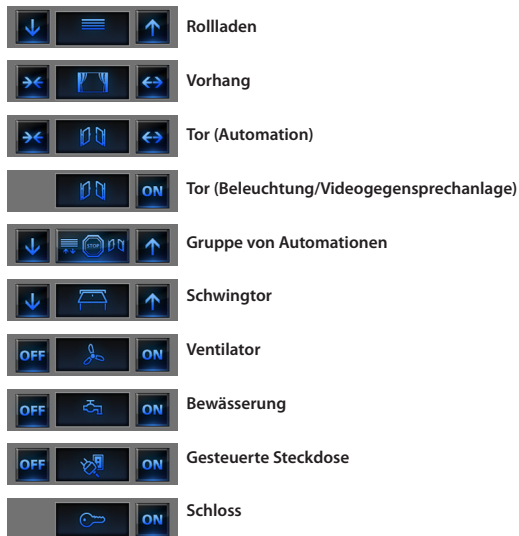 Rollladen
Vorhang
Tor (Automation)
ON Tor (Beleuchtung/Videogegensprechanlage)
STOP Gruppe von Automationen
Schwingtor
OFF ON Ventilator
OFF ON Bewässerung
OFF ON Gesteuerte Steckdose
ON Schloss